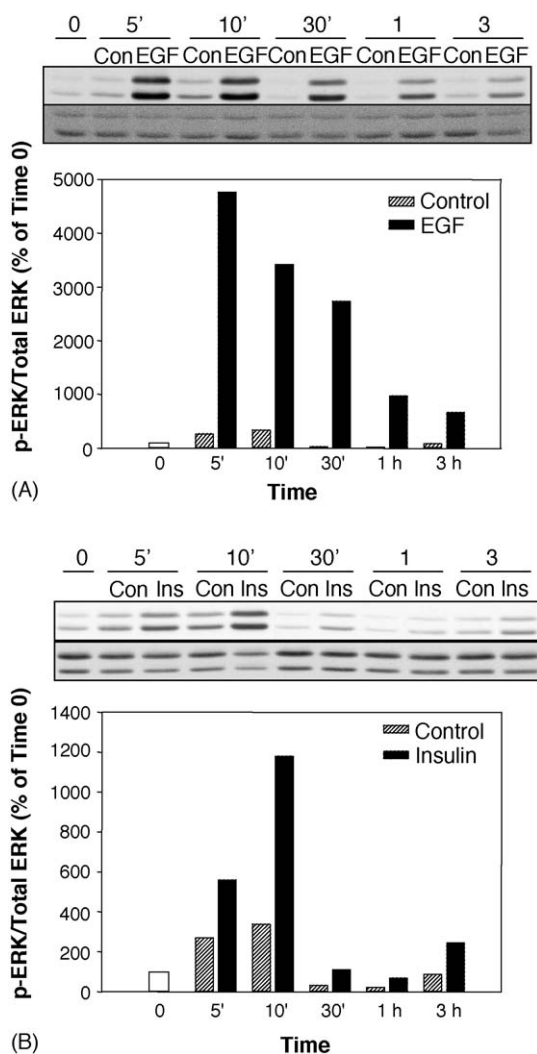 0 5’ 10’ 30’ 1 3
Con EGF Con EGF Con EGF Con EGF Con EGF
p-ERK/Total ERK (% of Time 0)
5000
4000
3000
2000
1000
0
Control
EGF
0 5' 10' 30' 1 h 3 h
Time
(A)
0 5’ 10’ 30’ 1 3
Con Ins Con Ins Con Ins Con Ins Con Ins
p-ERK/Total ERK (% of Time 0)
1400
1200
1000
800
600
400
200
0
Control
Insulin
0 5' 10' 30' 1 h 3 h
Time
(B)